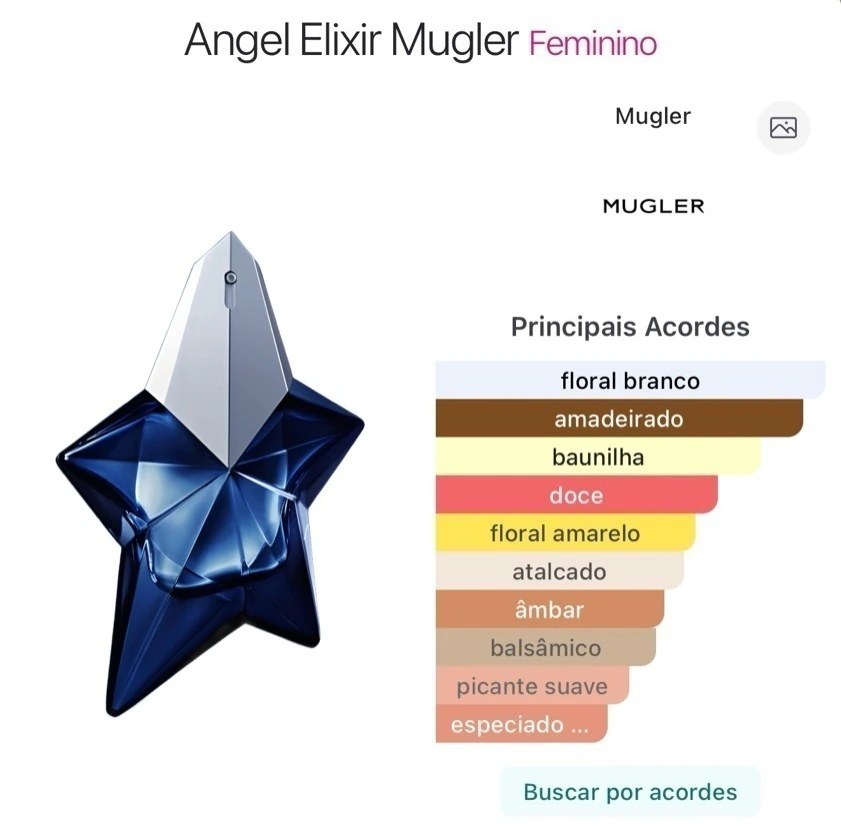 Angel Elixir Mugler Feminino
Mugler
MUGLER
Principais Acordes
floral branco
amadeirado
baunilha
doce
floral amarelo
atalcado
âmbar
balsâmico
picante suave
especiado ...
Buscar por acordes